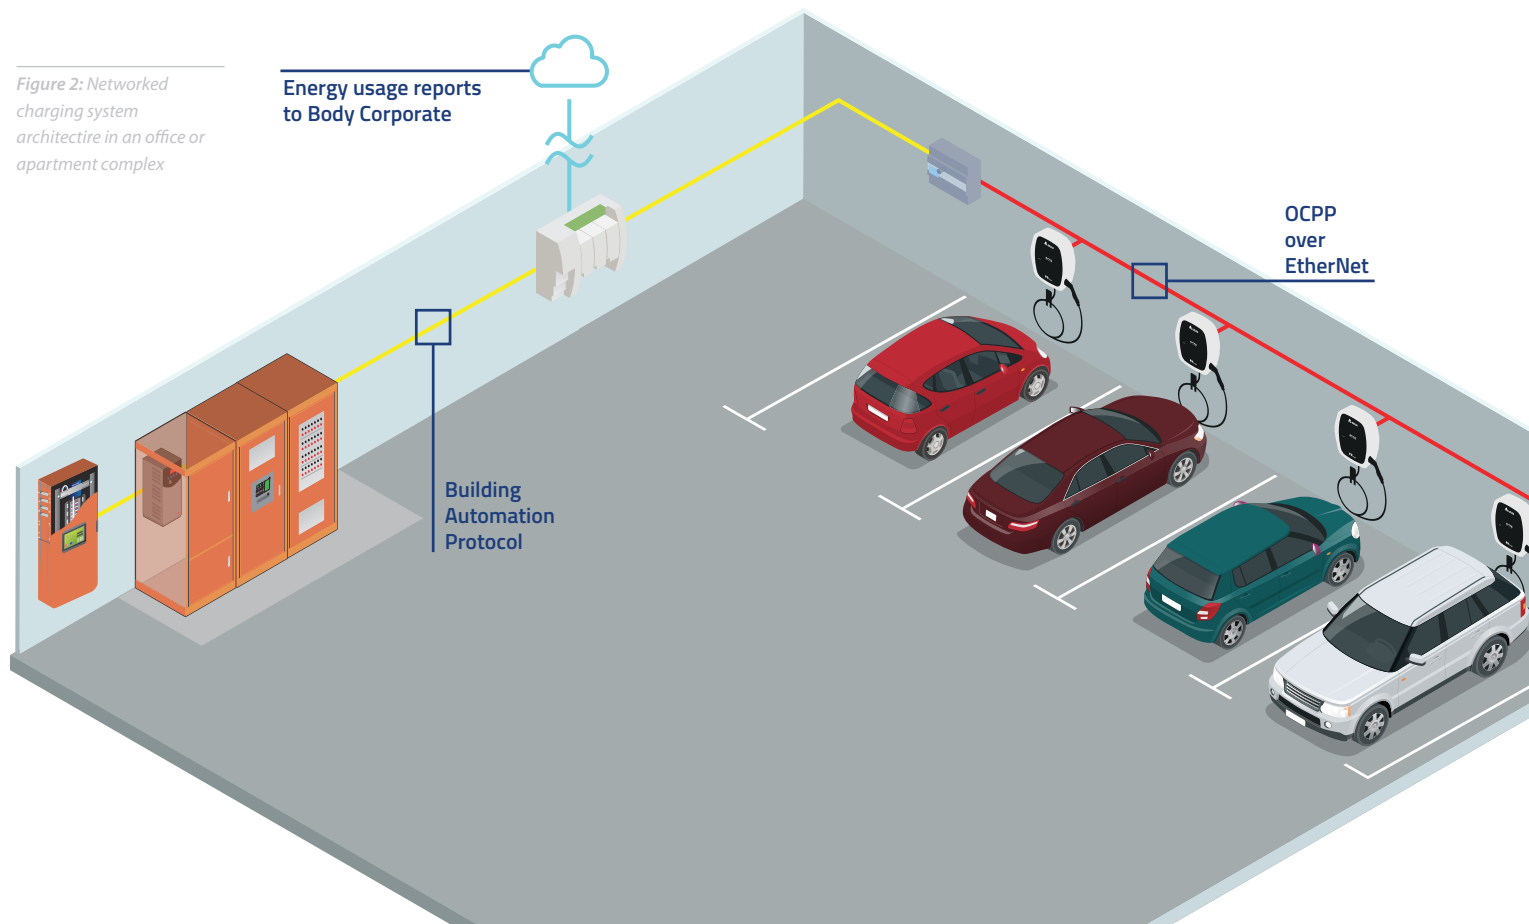 Figure 2: Networked
charging system
architectire in an office or
apartment complex
Energy usage reports
to Body Corporate
OCPP
over
EtherNet
Building
Automation
Protocol